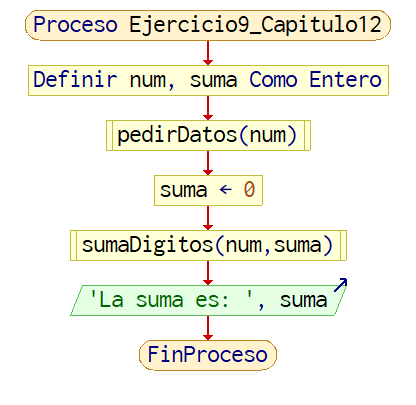 Proceso Ejercicio9_Capitulo12
Definir num, suma Como Entero
pedirDatos(num)
suma ← 0
sumaDigitos(num,suma)
'La suma es: ', suma
FinProceso